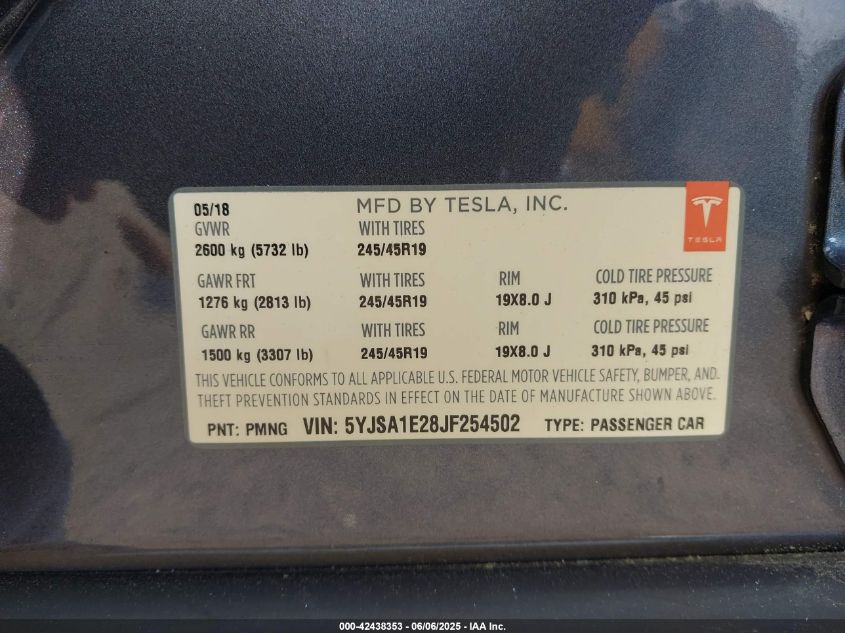 05/18 MFD BY TESLA, INC.
GVWR WITH TIRES
2600 kg (5732 lb) 245/45R19
TESLA
GAWR FRT WITH TIRES RIM COLD TIRE PRESSURE
1276 kg (2813 lb) 245/45R19 19X8.0 J 310 kPa, 45 psi
GAWR RR WITH TIRES RIM COLD TIRE PRESSURE
1500 kg (3307 lb) 245/45R19 19X8.0 J 310 kPa, 45 psi
THIS VEHICLE CONFORMS TO ALL APPLICABLE U.S. FEDERAL MOTOR VEHICLE SAFETY, BUMPER, AND
THEFT PREVENTION STANDARDS IN EFFECT ON THE DATE OF MANUFACTURE SHOWN ABOVE.
PNT: PMNG VIN: 5YJSA1E28JF254502 TYPE: PASSENGER CAR
000-42438353 - 06/06/2025 - IAA Inc.